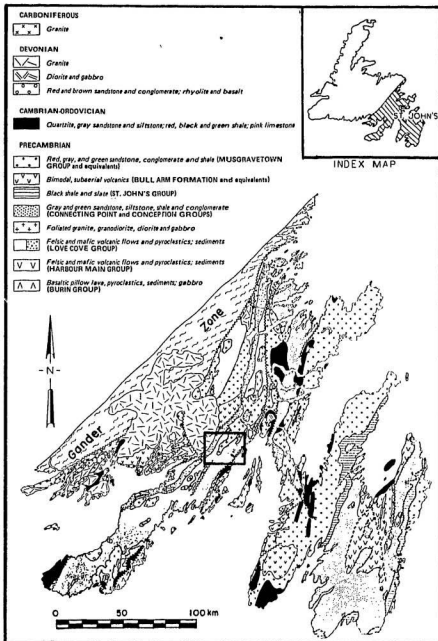 CARBONIFEROUS
Granite
DEVONIAN
Granite
Diorite and gabbro
Red and brown sandstone and conglomerate; rhyolite and basalt
CAMBRIAN-ORDOVICIAN
Quartzite, gray sandstone and siltstone; red, black and green shale; pink limestone
PRECAMBRIAN
Red, gray, and green sandstone, conglomerate and shale (MUSGRAVETOWN
GROUP and equivalents)
Bimodal, subaerial volcanics (BULL ARM FORMATION and equivalents)
Black shale and slate (ST. JOHN'S GROUP)
Gray and green sandstone, siltstone, shale and conglomerate
(CONNECTING POINT and CONCEPTION GROUPS)
Foliated granite, granodiorite, diorite and gabbro
Felsic and mafic volcanic flows and pyroclastics; sediments
(LOVE COVE GROUP)
Felsic and mafic volcanic flows and pyroclastics; sediments
(HARBOUR MAIN GROUP)
Basaltic pillow lava, pyroclastics, sediments; gabbro
(BURIN GROUP)
ST. JOHN'S
INDEX MAP
-N-
Gander Zone
0 50 100 km